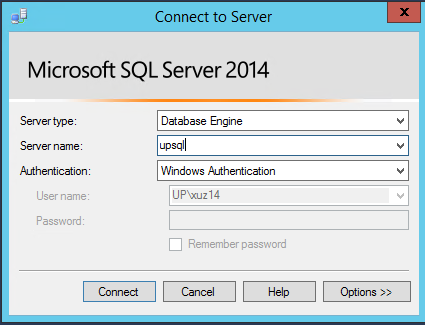 Connect to Server
x
Microsoft SQL Server 2014
Server type: Database Engine
Server name: upsql
Authentication: Windows Authentication
User name: UP\xuz14
Password:
Remember password
Connect Cancel Help Options >>